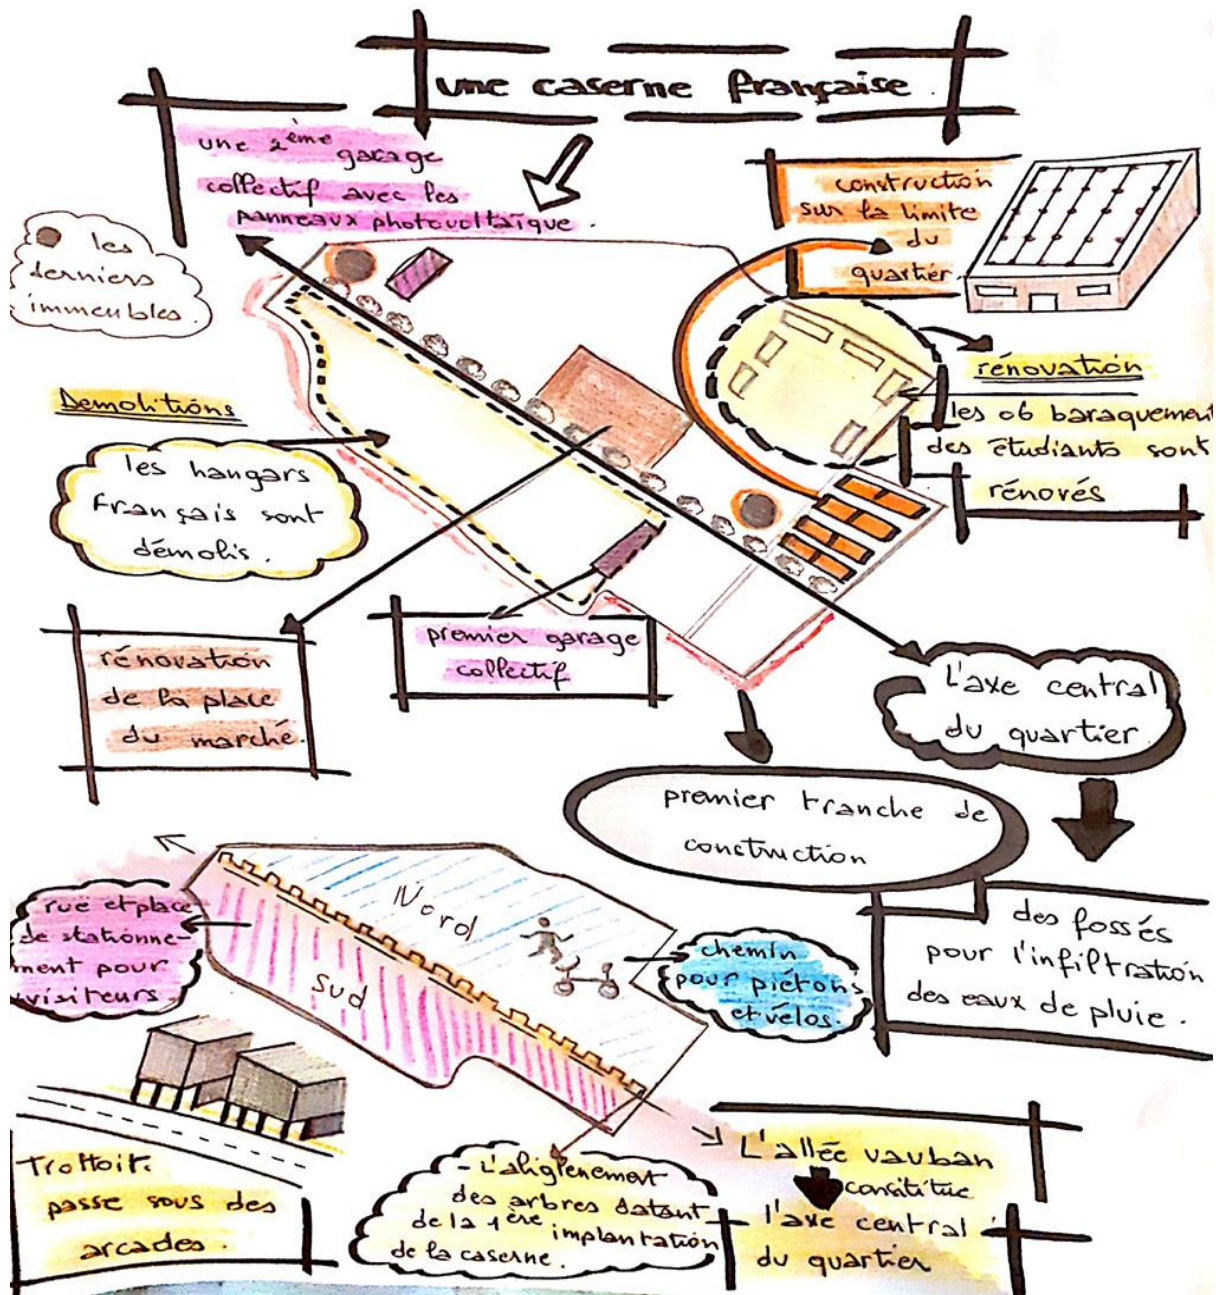 une caserne française.
une 2ème garage
collectif avec les
panneaux photovoltaïque.
construction
sur la limite
du
quartier
les
derniers
immeubles.
rénovation
les 06 baraquement
des étudiants sont
rénovés
Demolitions
les hangars
français sont
démolis.
rénovation
de la place
du marché.
premier garage
collectif
L'axe central
du quartier
premier tranche de
construction
des fossés
pour l'infiltration
des eaux de pluie.
rue et place
de stationne-
ment pour
visiteurs.
Nord
Sud
chemin
pour piétons
et vélos.
Trottoir.
passe sous des
arcades.
- L'aliglenement
des arbres datant
de la 1ère implantation
de la caserne.
L'allée vauban
consititue
l'axe central
du quartier